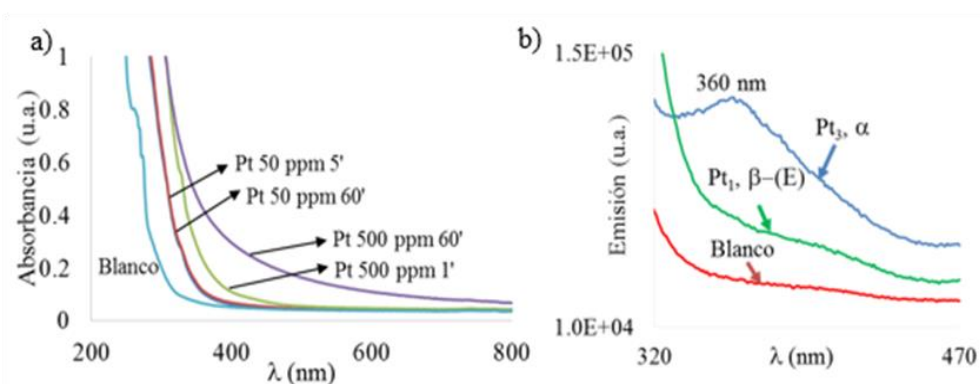 a)
Absorbancia (u.a.)
1
0.8
0.6
0.4
0.2
0
Pt 50 ppm 5'
Pt 50 ppm 60'
Pt 500 ppm 60'
Pt 500 ppm 1'
Blanco
200
400
600
800
λ (nm)
b)
Emisión (u.a.)
1.5E+05
1.0E+04
360 nm
Pt₃, α
Pt₁, β−(E)
Blanco
320
470
λ (nm)